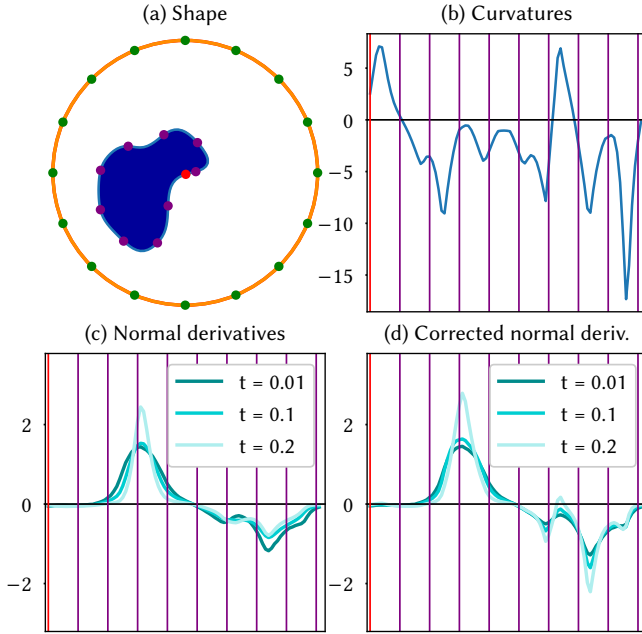 (a) Shape
(b) Curvatures
5
0
−5
−10
−15
(c) Normal derivatives
2
0
−2
t = 0.01
t = 0.1
t = 0.2
(d) Corrected normal deriv.
2
0
−2
t = 0.01
t = 0.1
t = 0.2